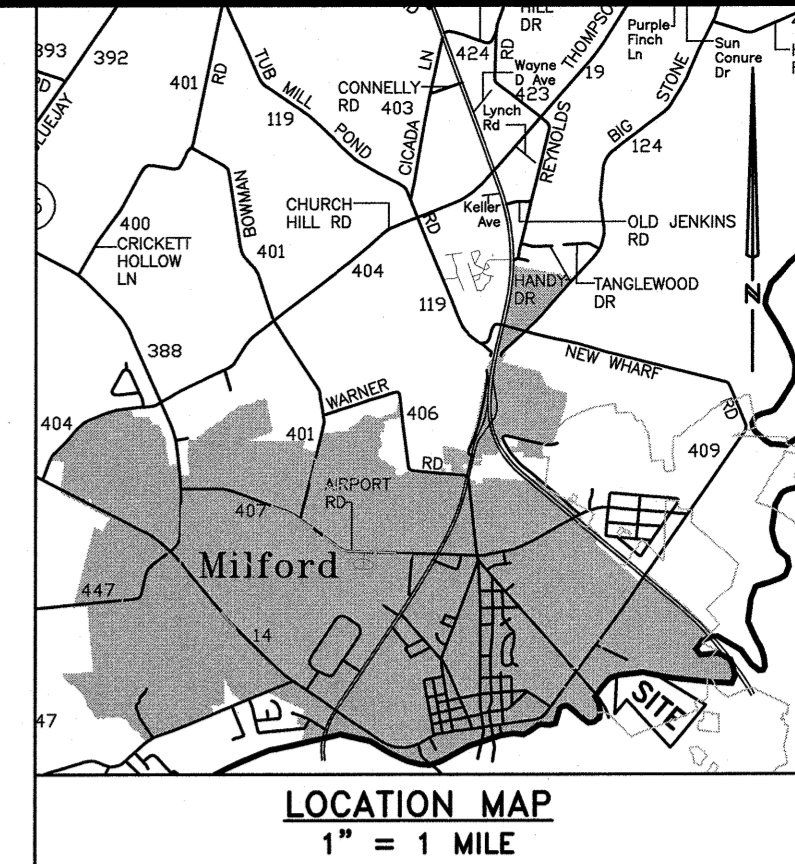 HILL
DR
Purple
Finch
Ln
Sun
Conure
Dr
393
392
RD
BLUEJAY
401
RD
TUB MILL POND
RD
119
CONNELLY
RD
403
CICADA LN
424
RD
Wayne
D Ave
423
THOMPSO
19
Lynch
Rd
REYNOLDS
BIG STONE
124
CHURCH
HILL RD
Keller
Ave
OLD JENKINS
RD
400
CRICKETT
HOLLOW
LN
BOWMAN
401
404
119
HANDY
DR
TANGLEWOOD
DR
N
388
NEW WHARF
RD
404
WARNER
406
RD
401
409
AIRPORT
RD
407
Milford
447
14
47
SITE
LOCATION MAP
1" = 1 MILE